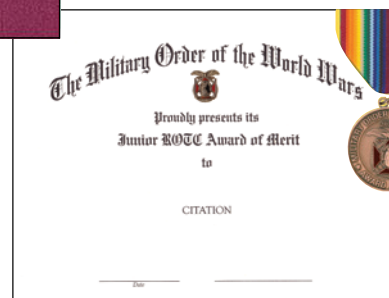 The Military Order of the World Wars
Proudly presents its
Junior ROTC Award of Merit
to
CITATION
Date